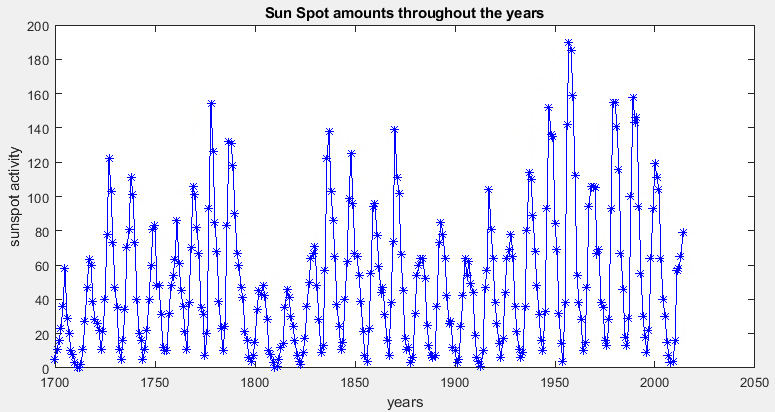 Sun Spot amounts throughout the years
200
180
160
140
120
100
80
60
40
20
0
sunspot activity
1700 1750 1800 1850 1900 1950 2000 2050
years